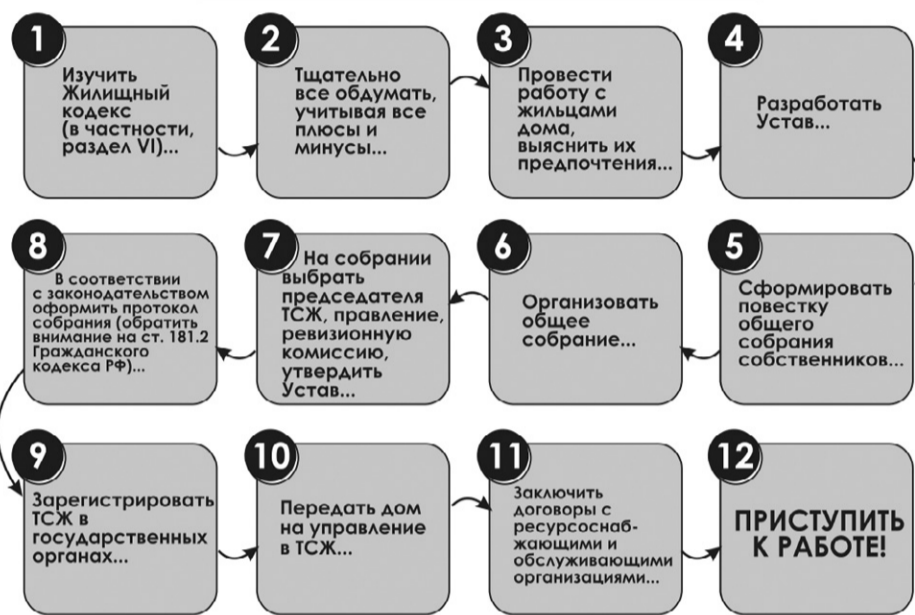 1
Изучить
Жилищный
кодекс
(в частности,
раздел VI)...
2
Тщательно
все обдумать,
учитывая все
плюсы и
минусы...
3
Провести
работу с
жильцами
дома,
выяснить их
предпочтения...
4
Разработать
Устав...
5
Сформировать
повестку
общего
собрания
собственников...
6
Организовать
общее
собрание...
7
На собрании
выбрать
председателя
ТСЖ, правление,
ревизионную
комиссию,
утвердить
Устав...
8
В соответствии
с законодательством
оформить протокол
собрания (обратить
внимание на ст. 181.2
Гражданского
кодекса РФ)...
9
Зарегистрировать
ТСЖ в
государственных
органах...
10
Передать дом
на управление
в ТСЖ...
11
Заключить
договоры с
ресурсоснаб-
жающими и
обслуживающими
организациями...
12
ПРИСТУПИТЬ
К РАБОТЕ!